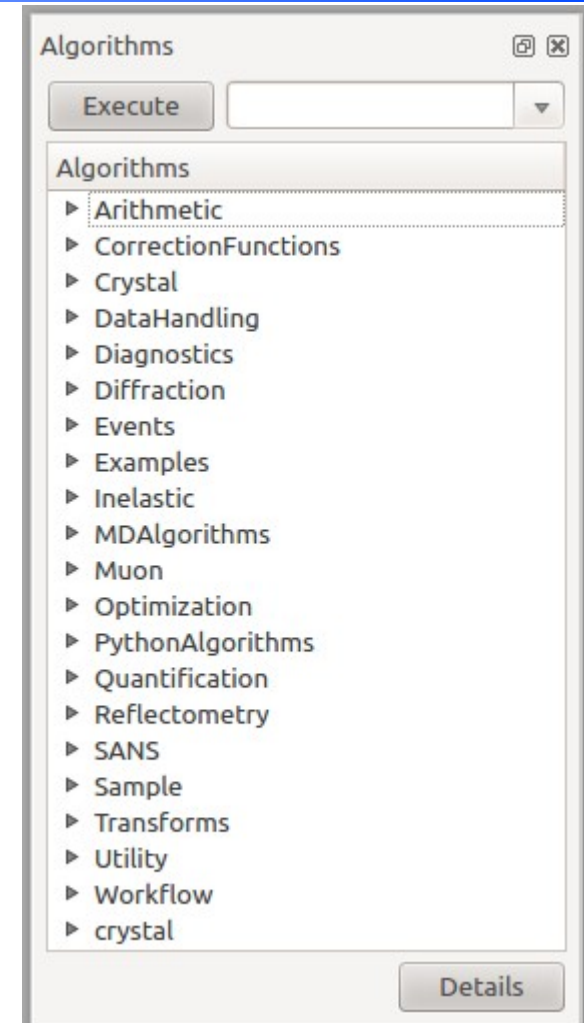 Algorithms
Execute
Algorithms
Arithmetic
CorrectionFunctions
Crystal
DataHandling
Diagnostics
Diffraction
Events
Examples
Inelastic
MDAlgorithms
Muon
Optimization
PythonAlgorithms
Quantification
Reflectometry
SANS
Sample
Transforms
Utility
Workflow
crystal
Details